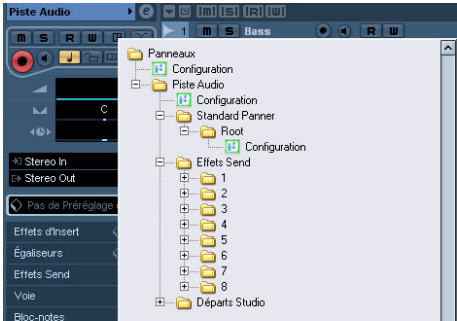 Piste Audio
e
[m] [S] [R] [W]
M S R W
1 M S Bass R W
Panneaux
Configuration
Piste Audio
Configuration
Standard Panner
Root
Configuration
Effets Send
1
2
3
4
5
6
7
8
Départs Studio
C
Stereo In
Stereo Out
Pas de Préréglage
Effets d'Insert
Égaliseurs
Effets Send
Voie
Bloc-notes